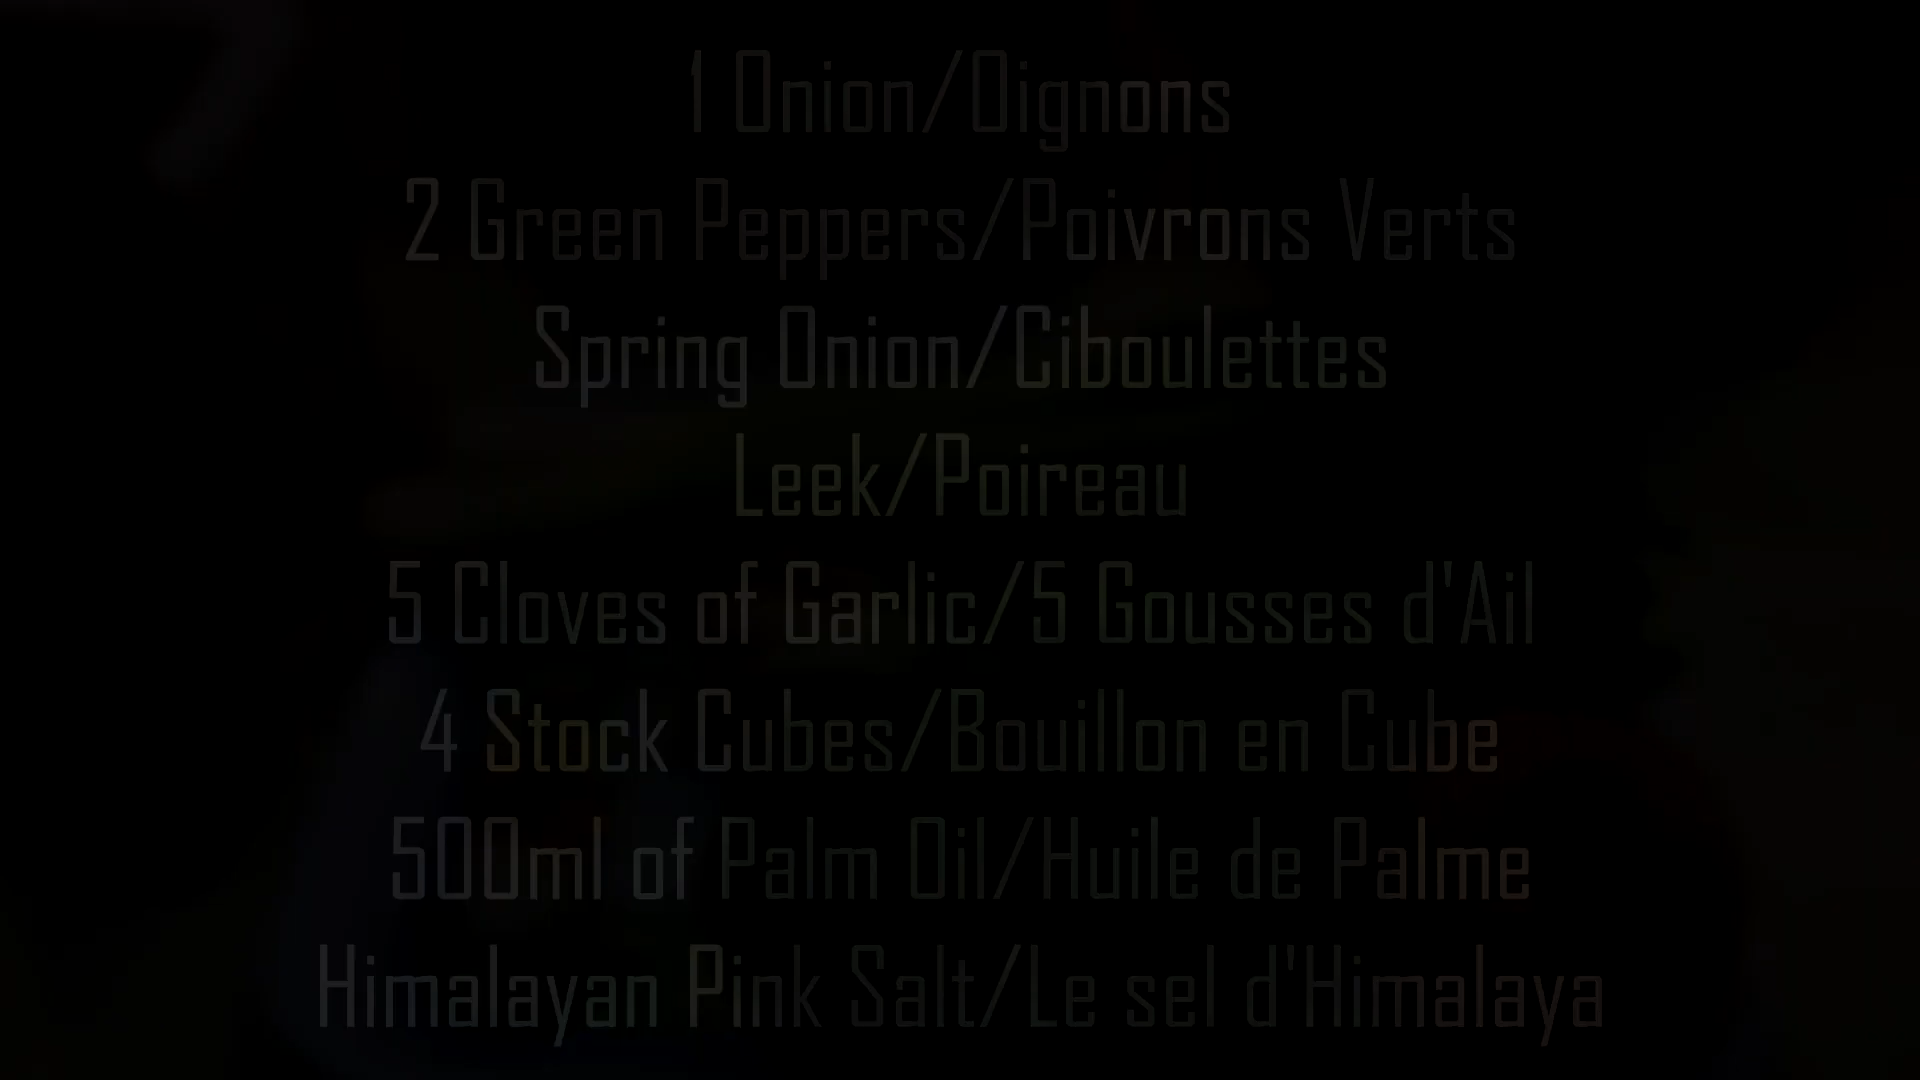 1 Onion/Oignons
2 Green Peppers/Poivrons Verts
Spring Onion/Ciboulettes
Leek/Poireau
5 Cloves of Garlic/5 Gousses d'Ail
4 Stock Cubes/Bouillon en Cube
500ml of Palm Oil/Huile de Palme
Himalayan Pink Salt/Le sel d'Himalaya